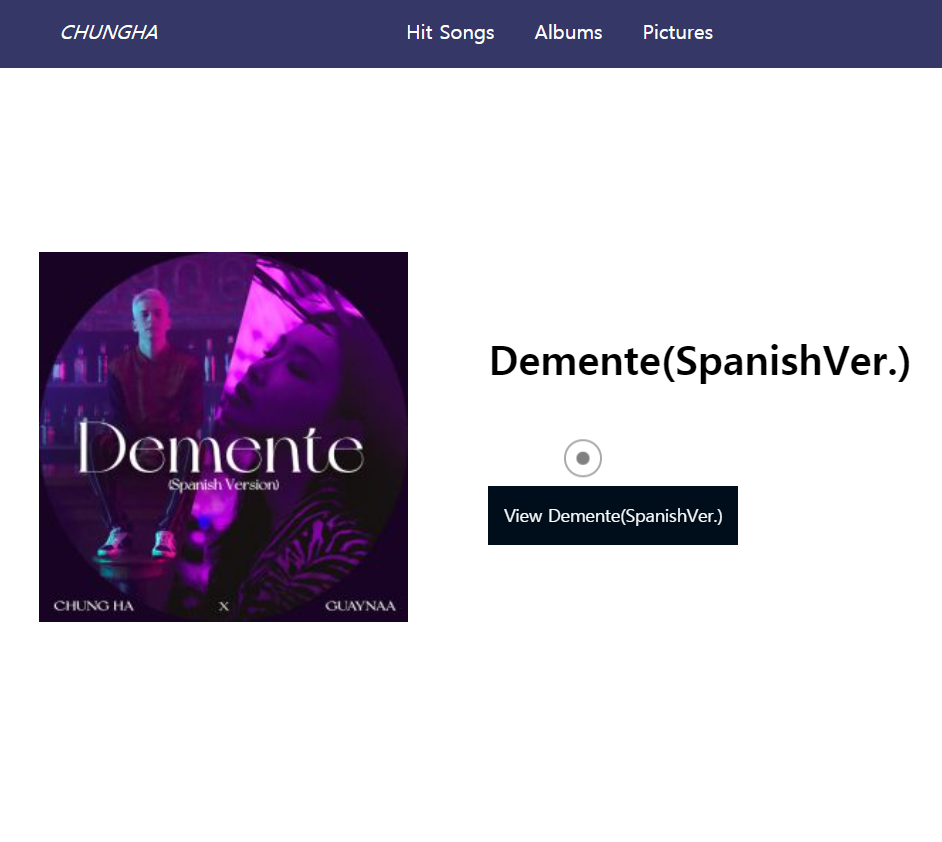 CHUNGHA
Hit Songs Albums Pictures
Demente
(Spanish Version)
CHUNG HA X GUAYNAA
Demente(SpanishVer.)
View Demente(SpanishVer.)